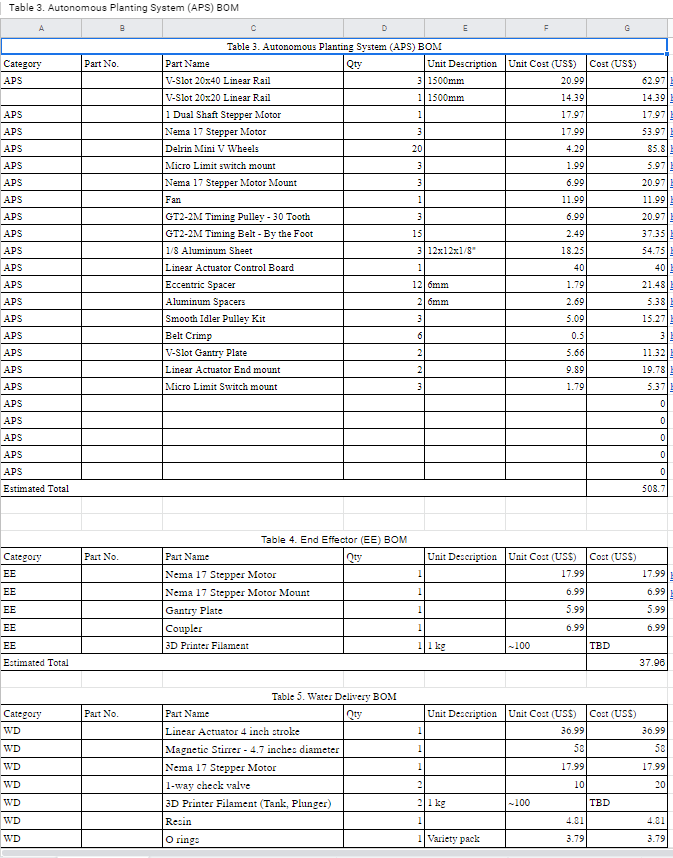 Table 3. Autonomous Planting System (APS) BOM
A B C D E F G
Table 3. Autonomous Planting System (APS) BOM
Category Part No. Part Name Qty Unit Description Unit Cost (US$) Cost (US$)
APS V-Slot 20x40 Linear Rail 3 1500mm 20.99 62.97
V-Slot 20x20 Linear Rail 1 1500mm 14.39 14.39
APS 1 Dual Shaft Stepper Motor 1 17.97 17.97
APS Nema 17 Stepper Motor 3 17.99 53.97
APS Delrin Mini V Wheels 20 4.29 85.8
APS Micro Limit switch mount 3 1.99 5.97
APS Nema 17 Stepper Motor Mount 3 6.99 20.97
APS Fan 1 11.99 11.99
APS GT2-2M Timing Pulley - 30 Tooth 3 6.99 20.97
APS GT2-2M Timing Belt - By the Foot 15 2.49 37.35
APS 1/8 Aluminum Sheet 3 12x12x1/8" 18.25 54.75
APS Linear Actuator Control Board 1 40 40
APS Eccentric Spacer 12 6mm 1.79 21.48
APS Aluminum Spacers 2 6mm 2.69 5.38
APS Smooth Idler Pulley Kit 3 5.09 15.27
APS Belt Crimp 6 0.5 3
APS V-Slot Gantry Plate 2 5.66 11.32
APS Linear Actuator End mount 2 9.89 19.78
APS Micro Limit Switch mount 3 1.79 5.37
APS 0
APS 0
APS 0
APS 0
APS 0
Estimated Total 508.7
Table 4. End Effector (EE) BOM
Category Part No. Part Name Qty Unit Description Unit Cost (US$) Cost (US$)
EE Nema 17 Stepper Motor 1 17.99 17.99
EE Nema 17 Stepper Motor Mount 1 6.99 6.99
EE Gantry Plate 1 5.99 5.99
EE Coupler 1 6.99 6.99
EE 3D Printer Filament 1 1 kg ~100 TBD
Estimated Total 37.96
Table 5. Water Delivery BOM
Category Part No. Part Name Qty Unit Description Unit Cost (US$) Cost (US$)
WD Linear Actuator 4 inch stroke 1 36.99 36.99
WD Magnetic Stirrer - 4.7 inches diameter 1 58 58
WD Nema 17 Stepper Motor 1 17.99 17.99
WD 1-way check valve 2 10 20
WD 3D Printer Filament (Tank, Plunger) 2 1 kg ~100 TBD
WD Resin 1 4.81 4.81
WD O rings 1 Variety pack 3.79 3.79